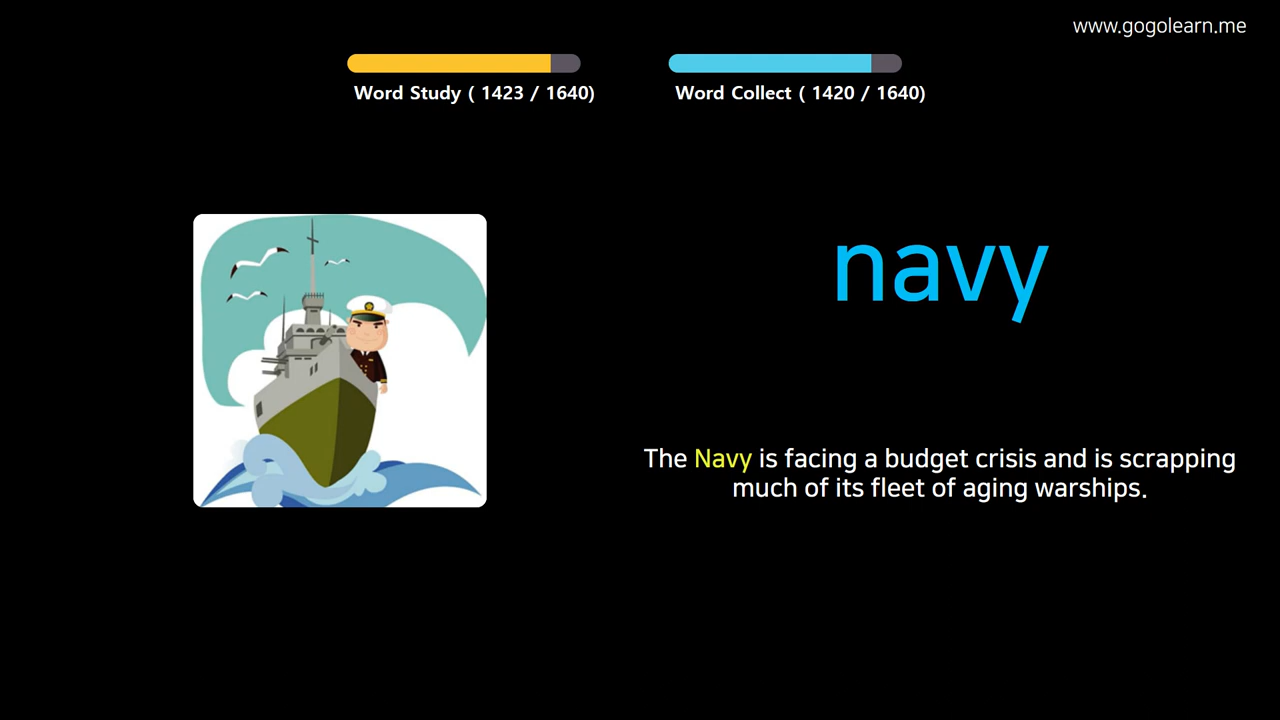 www.gogolearn.me
Word Study ( 1423 / 1640)
Word Collect ( 1420 / 1640)
navy
The Navy is facing a budget crisis and is scrapping
much of its fleet of aging warships.